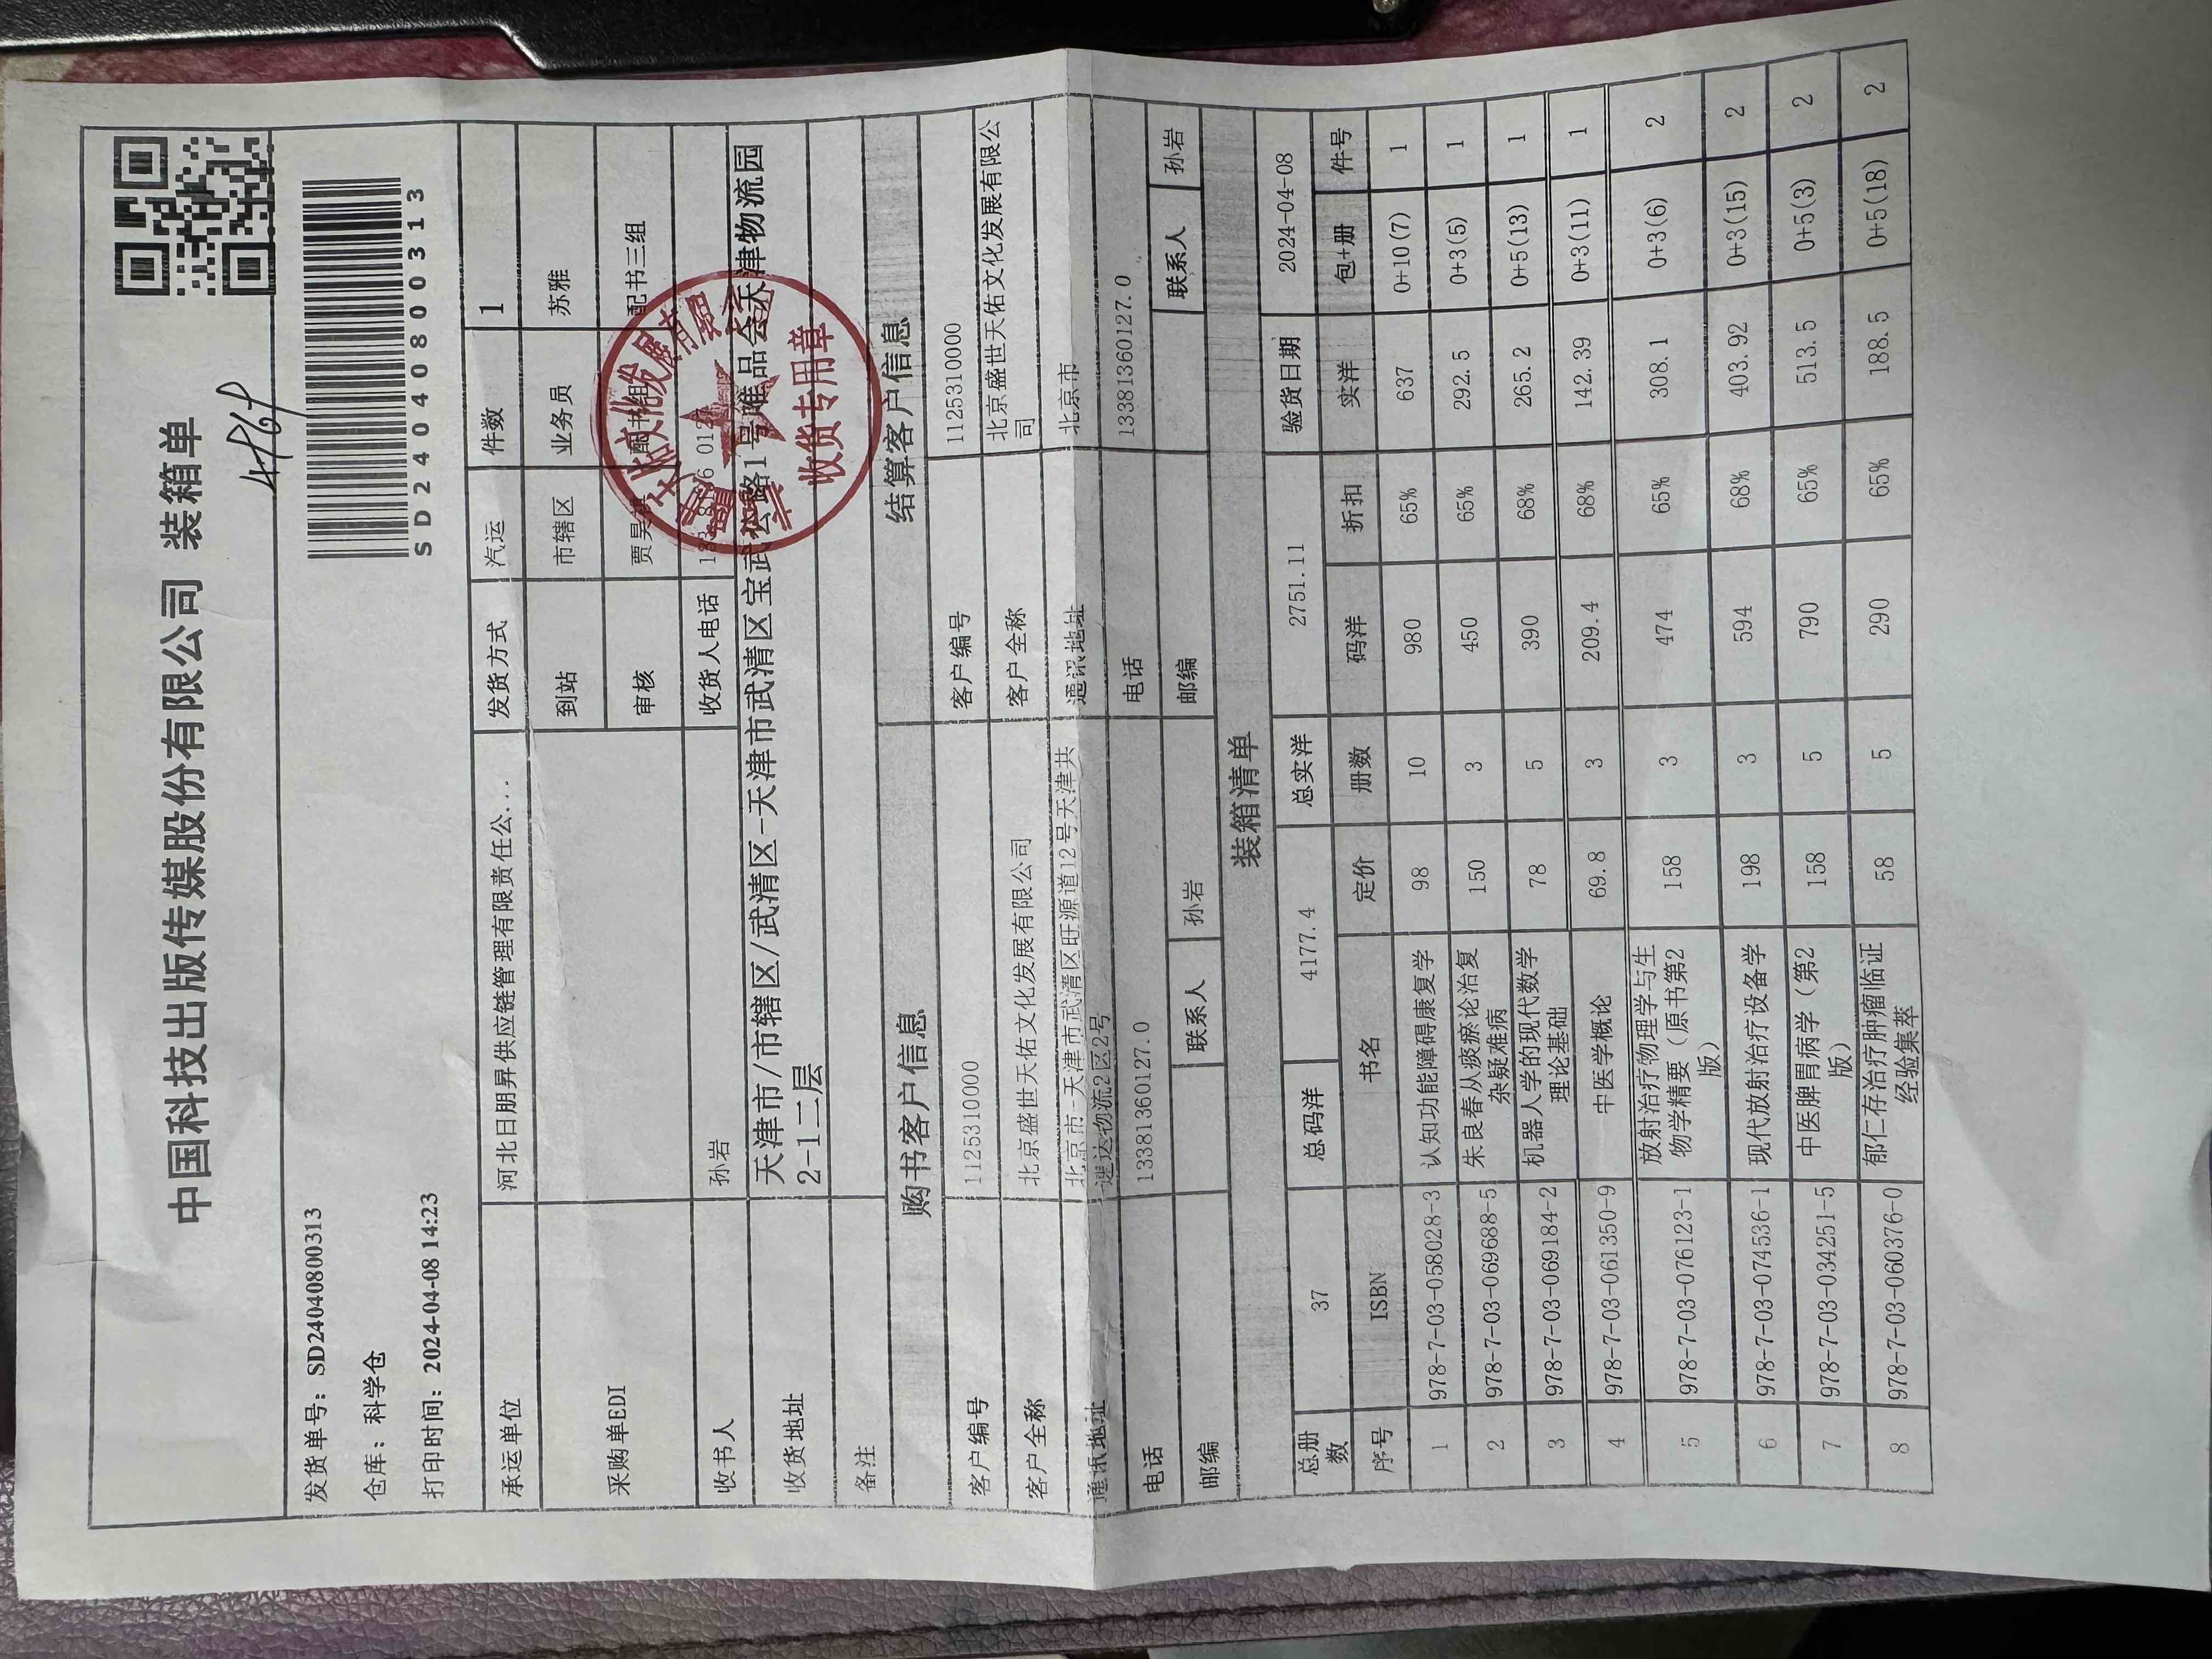 中国科技出版传媒股份有限公司 装箱单
发货单号：SD2404080313
仓库：科学仓
打印时间：2024-04-08 14:23
SD2404080313
承运单位 河北日朋昇供应链管理有限责任公... 发货方式 汽运 件数 1
到站 市辖区 业务员 苏雅
采购单EDI 审核 贾昊 配书组 配书三组
收书人 孙岩 收货人电话
收货地址 天津市/市辖区/武清区-天津市武清区宝武公路1号唯品会天津物流园
2-1二层
收货专用章
备注
购书客户信息 结算客户信息
客户编号 1125310000 客户编号 1125310000
客户全称 北京盛世天佑文化发展有限公司 客户全称 北京盛世天佑文化发展有限公
司
通讯地址 北京市-天津市武清区旺源道12号天津共
速达物流2区2号 通讯地址 北京市
电话 13381360127.0 电话 13381360127.0
邮编 联系人 孙岩 邮编 联系人 孙岩
装箱清单
总册
数 37 总码洋 4177.4 总实洋 2751.11 验货日期 2024-04-08
序号 ISBN 书名 定价 册数 码洋 折扣 实洋 包+册 件号
1 978-7-03-058028-3 认知功能障碍康复学 98 10 980 65% 637 0+10(7) 1
2 978-7-03-069688-5 朱良春从痰瘀论治复
杂疑难病 150 3 450 65% 292.5 0+3(5) 1
3 978-7-03-069184-2 机器人学的现代数学
理论基础 78 5 390 68% 265.2 0+5(13) 1
4 978-7-03-061350-9 中医学概论 69.8 3 209.4 68% 142.39 0+3(11) 1
5 978-7-03-076123-1 放射治疗物理学与生
物学精要（原书第2
版） 158 3 474 65% 308.1 0+3(6) 2
6 978-7-03-074536-1 现代放射治疗设备学 198 3 594 68% 403.92 0+3(15) 2
7 978-7-03-034251-5 中医脾胃病学（第2
版） 158 5 790 65% 513.5 0+5(3) 2
8 978-7-03-060376-0 郁仁存治疗肿瘤临证
经验集萃 58 5 290 65% 188.5 0+5(18) 2